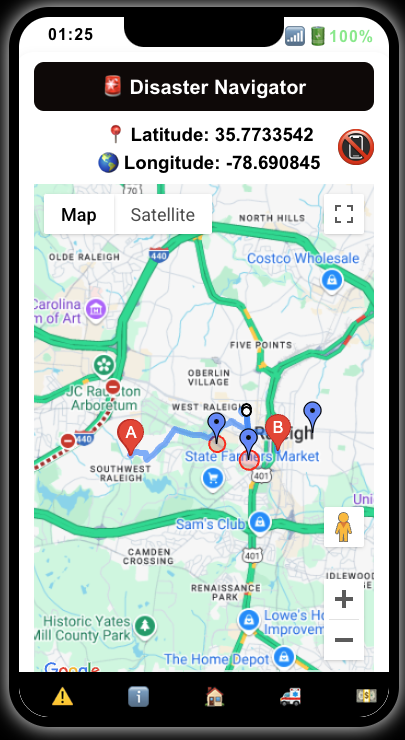 01:25
100%
Disaster Navigator
Latitude: 35.7733542
Longitude: -78.690845
Map
Satellite
70
NORTH HILLS
OLDE RALEIGH
440
Costco Wholesale
Carolina
m of Art
FIVE POINTS
JC Raulston
Arboretum
OBERLIN
VILLAGE
WEST RALEIGH
A
B
440
Raleigh
State Farmers Market
SOUTHWEST
RALEIGH
401
Uni
Sam's Club
401
CAMDEN
CROSSING
IDLEWOOD
RENAISSANCE
PARK
Historic Yates
Mill County Park
Lowe's Ho
Improvem
The Home Depot
Google